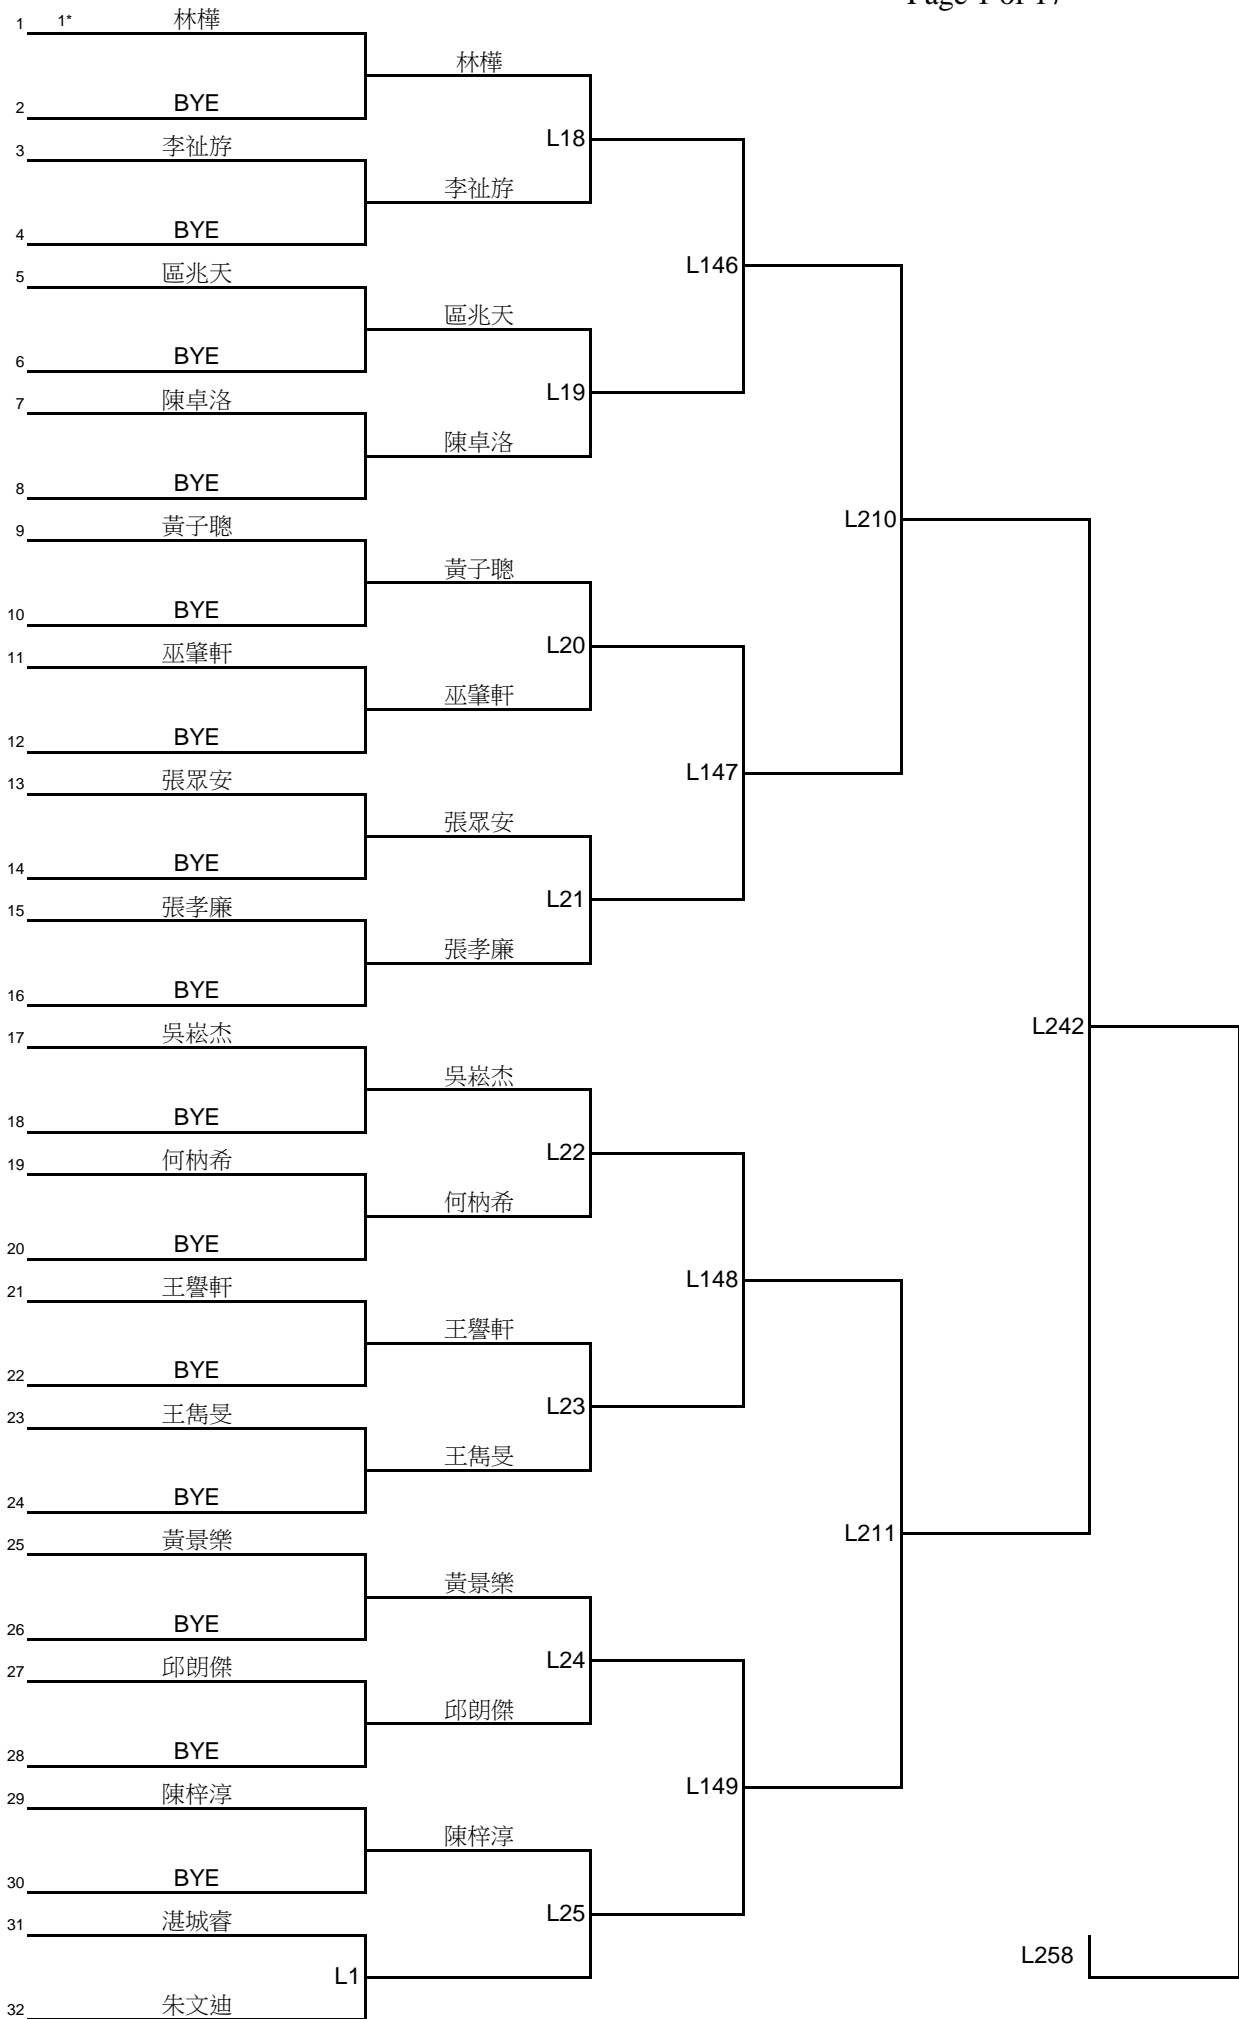 Page 1 of 17
1 1* 林樺
林樺
2 BYE
L18
3 李祉斿
李祉斿
4 BYE
L146
5 區兆天
區兆天
6 BYE
L19
7 陳卓洛
陳卓洛
8 BYE
L210
9 黃子聰
黃子聰
10 BYE
L20
11 巫肇軒
巫肇軒
12 BYE
L147
13 張眾安
張眾安
14 BYE
L21
15 張孝廉
張孝廉
16 BYE
L242
17 吳崧杰
吳崧杰
18 BYE
L22
19 何枘希
何枘希
20 BYE
L148
21 王譽軒
王譽軒
22 BYE
L23
23 王雋旻
王雋旻
24 BYE
L211
25 黃景樂
黃景樂
26 BYE
L24
27 邱朗傑
邱朗傑
28 BYE
L149
29 陳梓淳
陳梓淳
30 BYE
L25
31 湛城睿
L258
L1
32 朱文迪